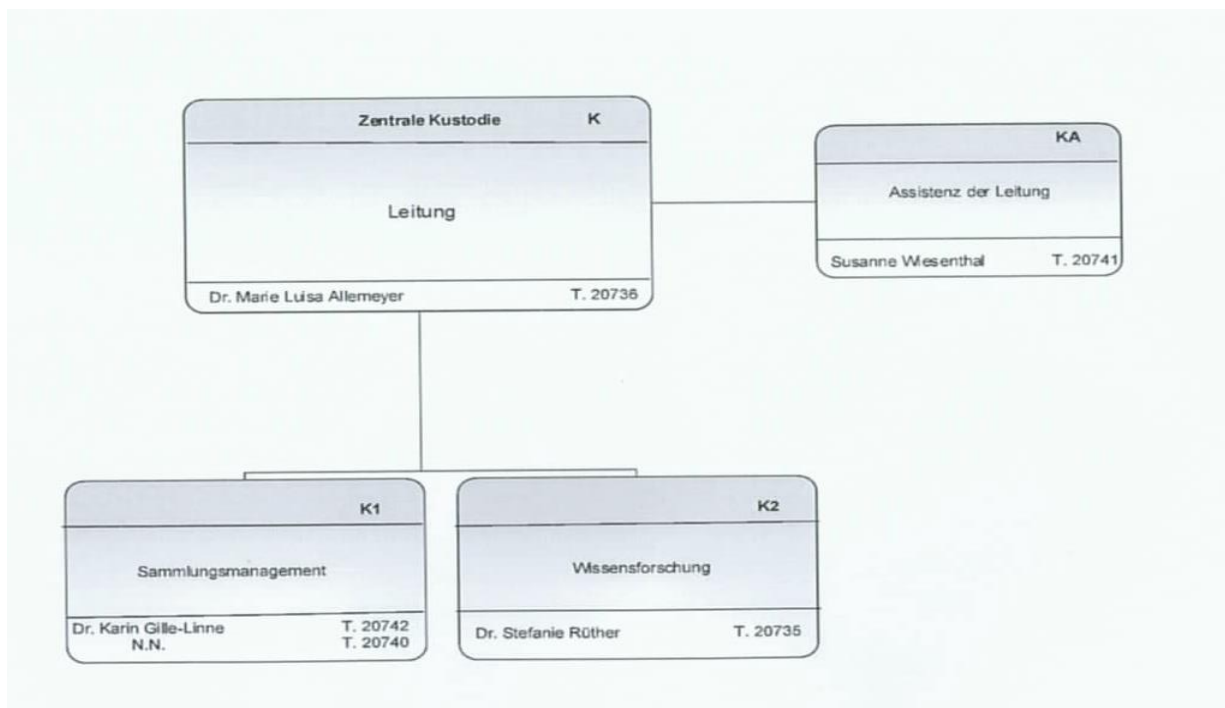 Zentrale Kustodie K
Leitung
Dr. Marie Luisa Allemeyer T. 20736
KA
Assistenz der Leitung
Susanne Wiesenthal T. 20741
K1
Sammlungsmanagement
Dr. Karin Gille-Linne T. 20742
N.N. T. 20740
K2
Wissensforschung
Dr. Stefanie Rüther T. 20735